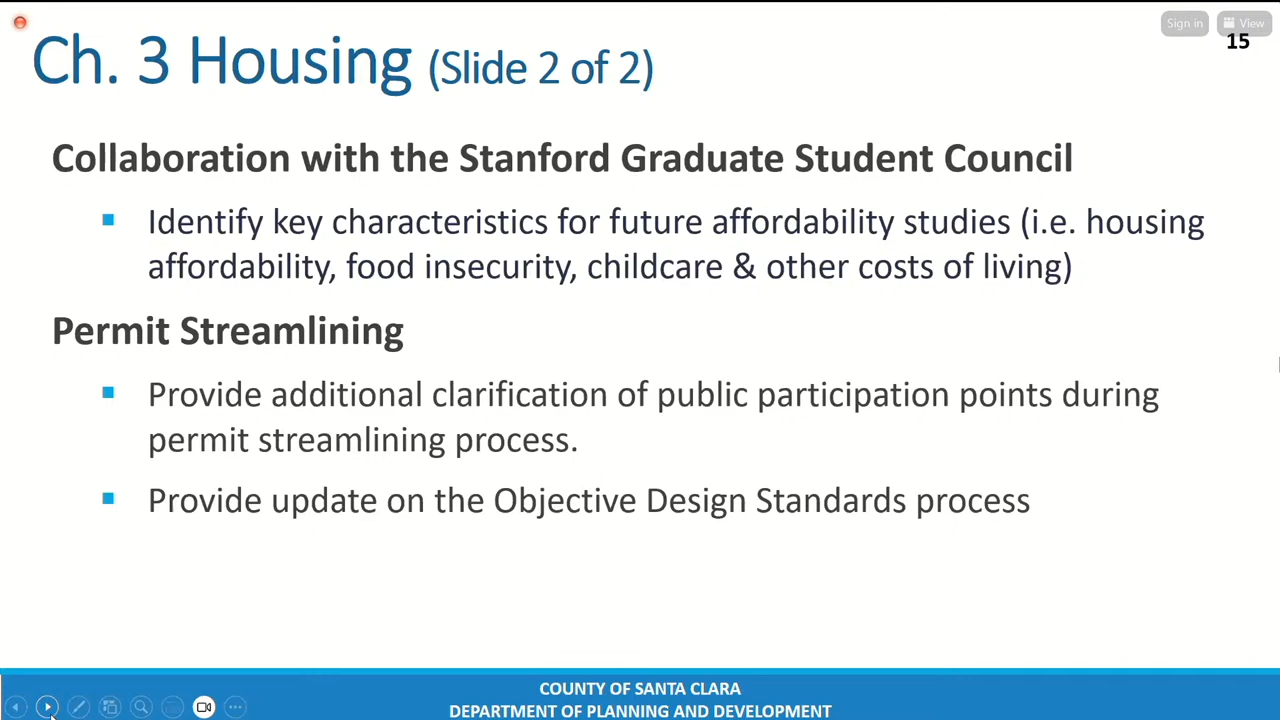 Sign in
View
15
Ch. 3 Housing (Slide 2 of 2)
Collaboration with the Stanford Graduate Student Council
Identify key characteristics for future affordability studies (i.e. housing
affordability, food insecurity, childcare & other costs of living)
Permit Streamlining
Provide additional clarification of public participation points during
permit streamlining process.
Provide update on the Objective Design Standards process
COUNTY OF SANTA CLARA
DEPARTMENT OF PLANNING AND DEVELOPMENT